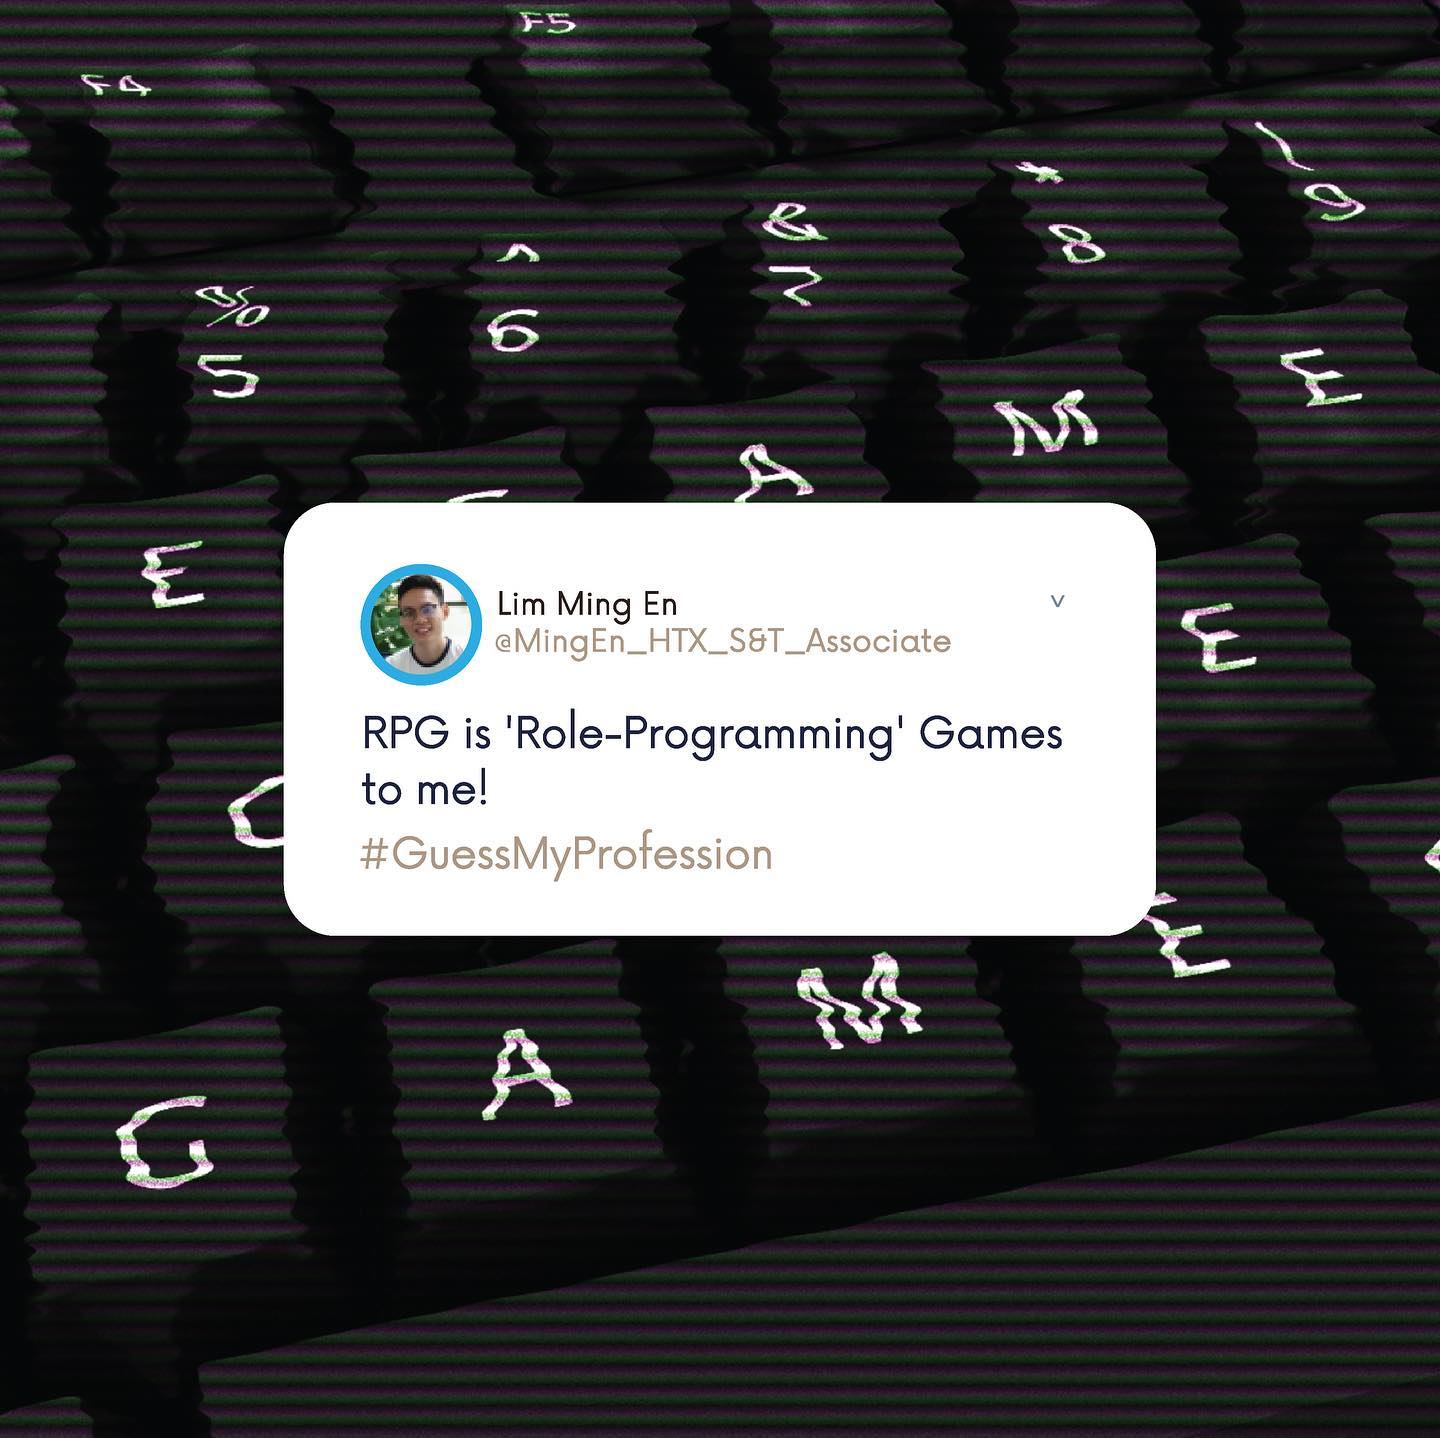 F5
F4
( 9
* 8
& 7
^ 6
% 5
E
M
A
G
E
E
Lim Ming En
v
@MingEn_HTX_S&T_Associate
RPG is 'Role-Programming' Games
to me!
#GuessMyProfession
E
M
A
G